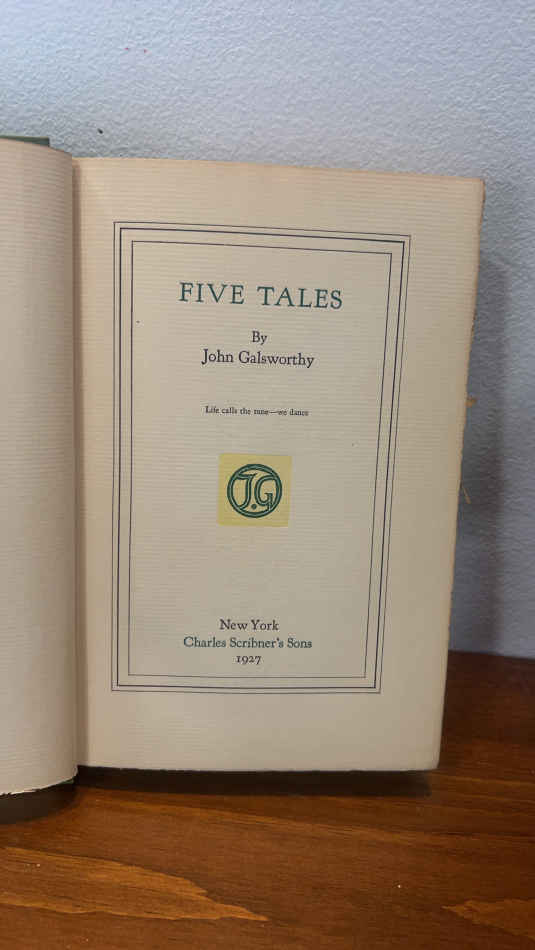 FIVE TALES
By
John Galsworthy
Life calls the tune—we dance
J.G
New York
Charles Scribner's Sons
1927